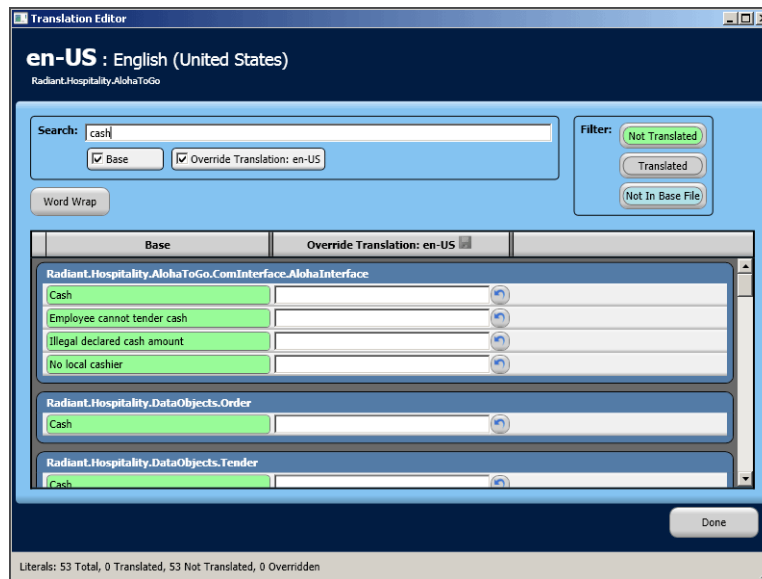 Translation Editor
en-US : English (United States)
Radiant.Hospitality.AlohaToGo
Search: cash
Base
Override Translation: en-US
Filter:
Not Translated
Translated
Not In Base File
Word Wrap
Base
Override Translation: en-US
Radiant.Hospitality.AlohaToGo.ComInterface.AlohaInterface
Cash
Employee cannot tender cash
Illegal declared cash amount
No local cashier
Radiant.Hospitality.DataObjects.Order
Cash
Radiant.Hospitality.DataObjects.Tender
Cash
Done
Literals: 53 Total, 0 Translated, 53 Not Translated, 0 Overridden